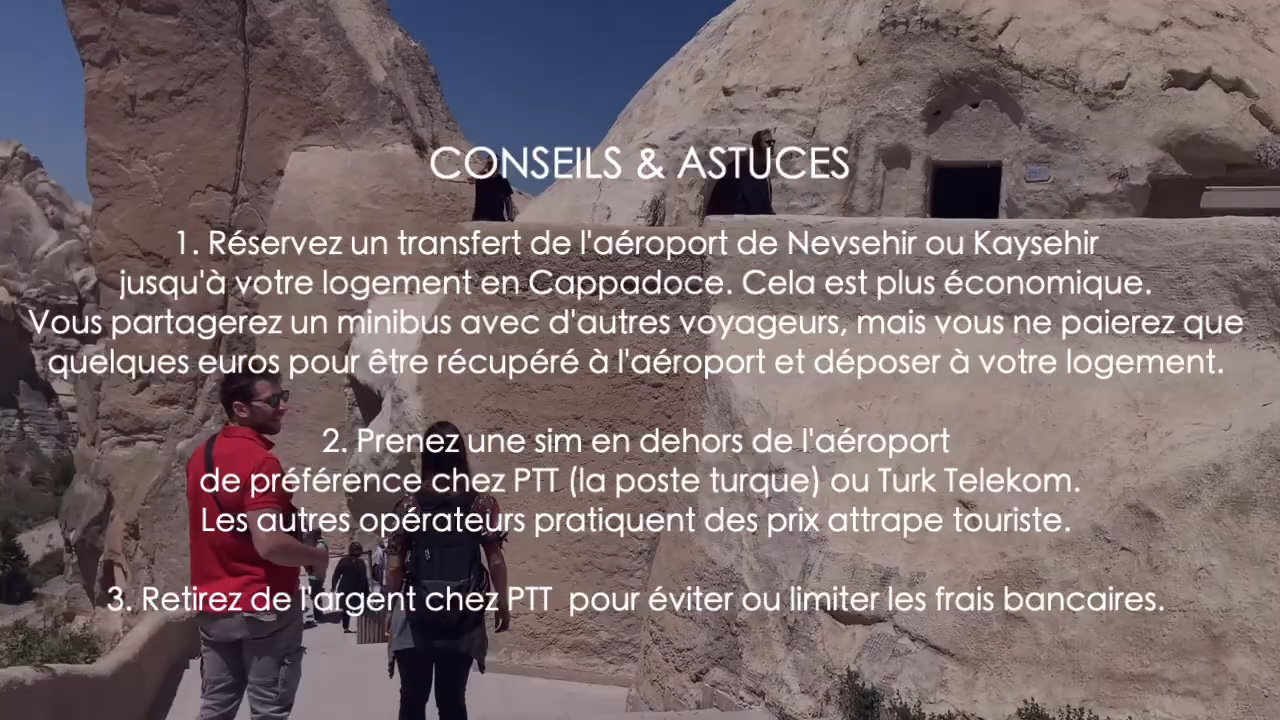 CONSEILS & ASTUCES
1. Réservez un transfert de l'aéroport de Nevsehir ou Kaysehir
jusqu'à votre logement en Cappadoce. Cela est plus économique.
Vous partagerez un minibus avec d'autres voyageurs, mais vous ne paierez que
quelques euros pour être récupéré à l'aéroport et déposer à votre logement.
2. Prenez une sim en dehors de l'aéroport
de préférence chez PTT (la poste turque) ou Turk Telekom.
Les autres opérateurs pratiquent des prix attrape touriste.
3. Retirez de l'argent chez PTT  pour éviter ou limiter les frais bancaires.